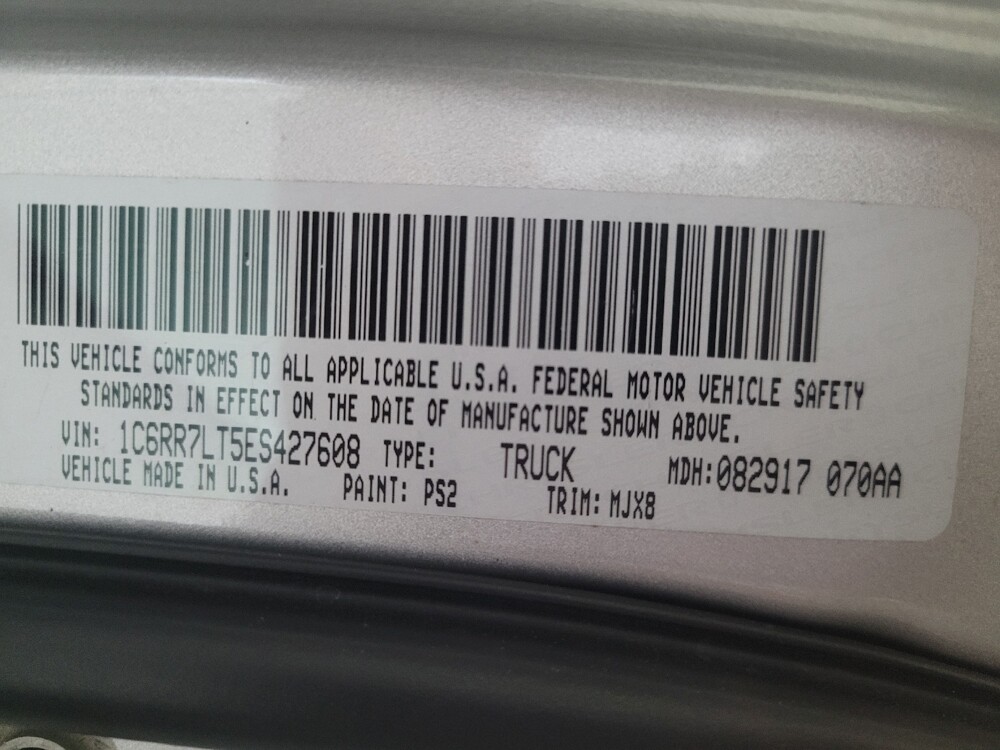 THIS VEHICLE CONFORMS TO ALL APPLICABLE U.S.A. FEDERAL MOTOR VEHICLE SAFETY
STANDARDS IN EFFECT ON THE DATE OF MANUFACTURE SHOWN ABOVE.
VIN: 1C6RR7LT5ES427608 TYPE: TRUCK MDH:082917 070AA
VEHICLE MADE IN U.S.A. PAINT: PS2 TRIM: MJX8